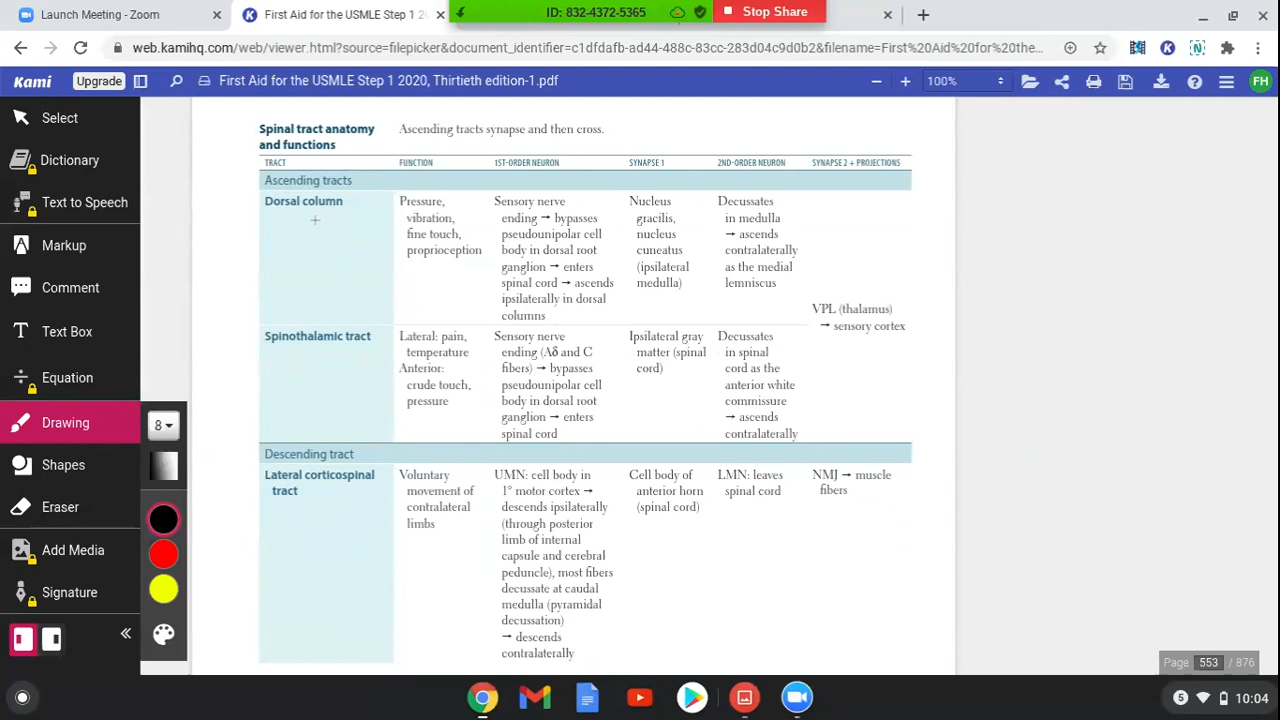 Launch Meeting - Zoom
First Aid for the USMLE Step 1 2
ID: 832-4372-5365
Stop Share
web.kamihq.com/web/viewer.html?source=filepicker&document_identifier=c1dfdafb-ad44-488c-83cc-283d04c9d0b2&filename=First%20Aid%20for%20the...
Kami
Upgrade
First Aid for the USMLE Step 1 2020, Thirtieth edition-1.pdf
100%
FH
Select
Dictionary
Text to Speech
Markup
Comment
Text Box
Equation
Drawing
Shapes
Eraser
Add Media
Signature
8
Spinal tract anatomy
and functions
Ascending tracts synapse and then cross.
TRACT FUNCTION 1ST-ORDER NEURON SYNAPSE 1 2ND-ORDER NEURON SYNAPSE 2 + PROJECTIONS
Ascending tracts
Dorsal column
Pressure,
vibration,
fine touch,
proprioception
Sensory nerve
ending → bypasses
pseudounipolar cell
body in dorsal root
ganglion → enters
spinal cord → ascends
ipsilaterally in dorsal
columns
Nucleus
gracilis,
nucleus
cuneatus
(ipsilateral
medulla)
Decussates
in medulla
→ ascends
contralaterally
as the medial
lemniscus
VPL (thalamus)
→ sensory cortex
Spinothalamic tract
Lateral: pain,
temperature
Anterior:
crude touch,
pressure
Sensory nerve
ending (Aδ and C
fibers) → bypasses
pseudounipolar cell
body in dorsal root
ganglion → enters
spinal cord
Ipsilateral gray
matter (spinal
cord)
Decussates
in spinal
cord as the
anterior white
commissure
→ ascends
contralaterally
Descending tract
Lateral corticospinal
tract
Voluntary
movement of
contralateral
limbs
UMN: cell body in
1° motor cortex →
descends ipsilaterally
(through posterior
limb of internal
capsule and cerebral
peduncle), most fibers
decussate at caudal
medulla (pyramidal
decussation)
→ descends
contralaterally
Cell body of
anterior horn
(spinal cord)
LMN: leaves
spinal cord
NMJ → muscle
fibers
Page 553 / 876
5
10:04